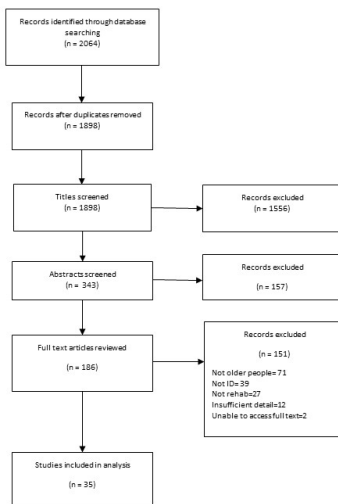 Records identified through database
searching
(n = 2064)
Records after duplicates removed
(n = 1898)
Titles screened
(n = 1898)
Records excluded
(n = 1556)
Abstracts screened
(n = 343)
Records excluded
(n = 157)
Full text articles reviewed
(n = 186)
Records excluded
(n = 151)
Not older people= 71
Not ID= 39
Not rehab=27
Insufficient detail=12
Unable to access full text=2
Studies included in analysis
(n = 35)